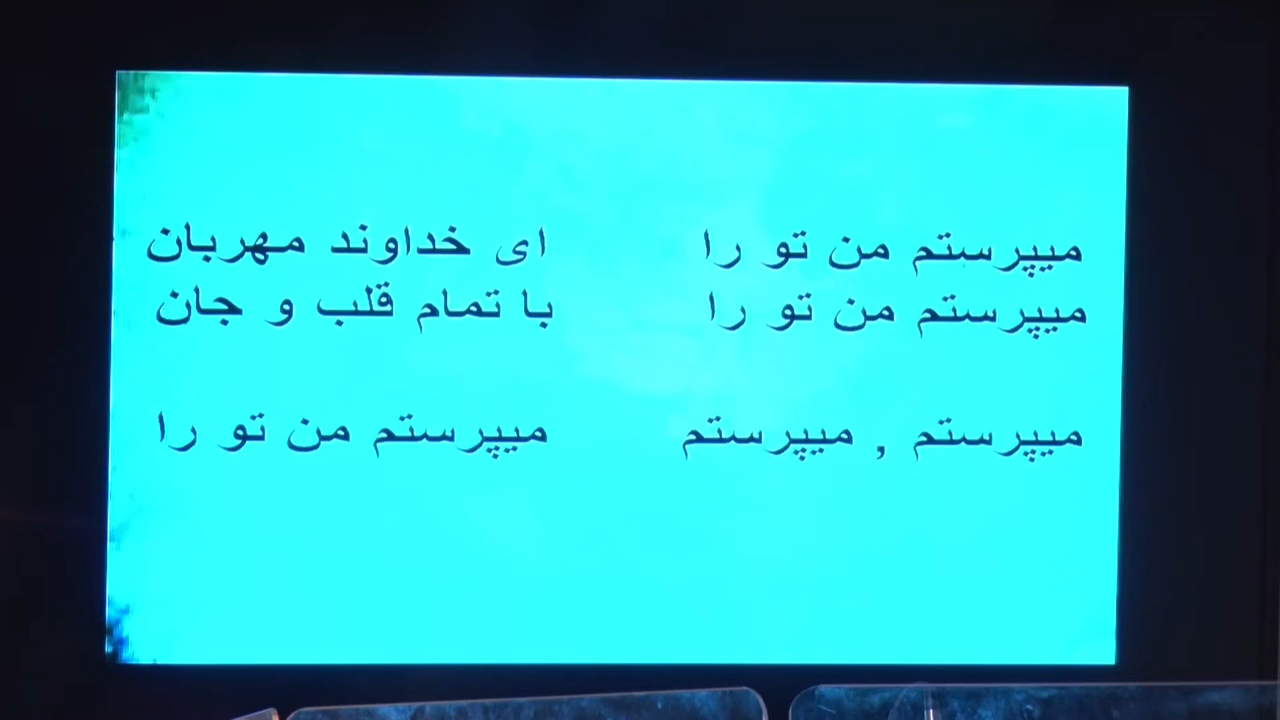 میپرستم من تو را ای خداوند مهربان
میپرستم من تو را با تمام قلب و جان
میپرستم , میپرستم میپرستم من تو را